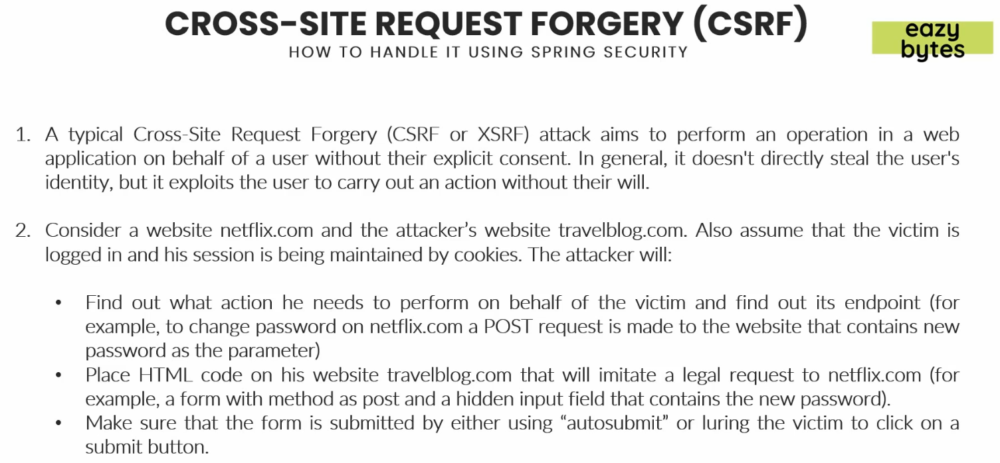 CROSS-SITE REQUEST FORGERY (CSRF)
HOW TO HANDLE IT USING SPRING SECURITY
eazy
bytes
1. A typical Cross-Site Request Forgery (CSRF or XSRF) attack aims to perform an operation in a web
application on behalf of a user without their explicit consent. In general, it doesn't directly steal the user's
identity, but it exploits the user to carry out an action without their will.
2. Consider a website netflix.com and the attacker’s website travelblog.com. Also assume that the victim is
logged in and his session is being maintained by cookies. The attacker will:
• Find out what action he needs to perform on behalf of the victim and find out its endpoint (for
example, to change password on netflix.com a POST request is made to the website that contains new
password as the parameter)
• Place HTML code on his website travelblog.com that will imitate a legal request to netflix.com (for
example, a form with method as post and a hidden input field that contains the new password).
• Make sure that the form is submitted by either using “autosubmit” or luring the victim to click on a
submit button.